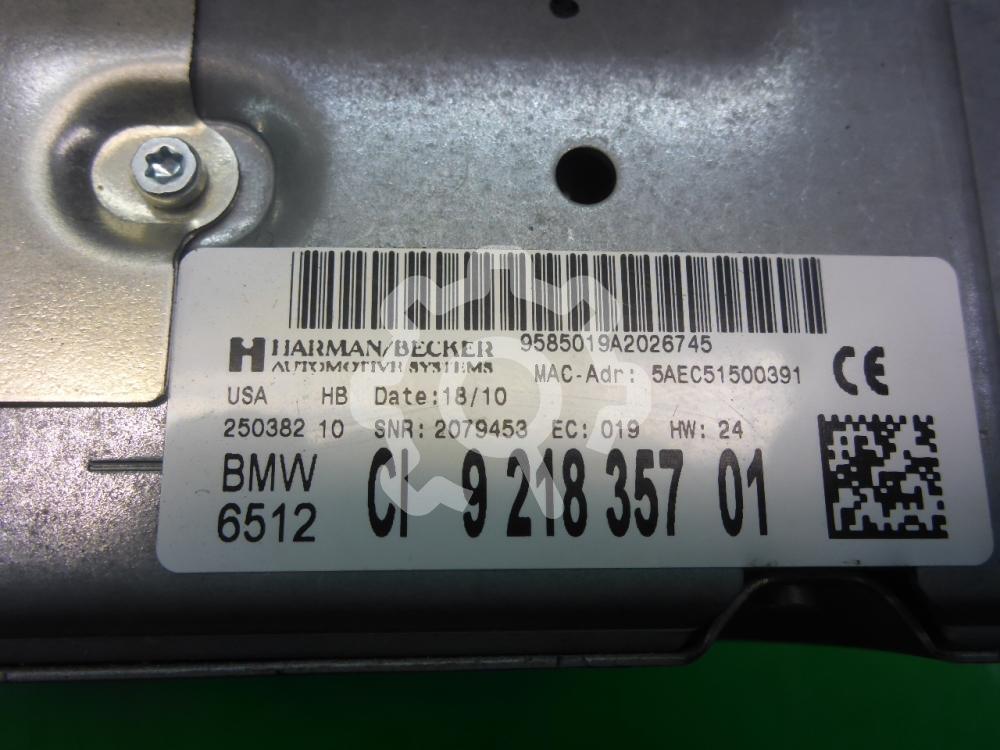 9585019A2026745
HARMAN/BECKER
AUTOMOTIVE SYSTEMS
MAC-Adr: 5AEC51500391
CE
USA HB Date:18/10
250382 10 SNR: 2079453 EC: 019 HW: 24
BMW
6512
CI 9 218 357 01